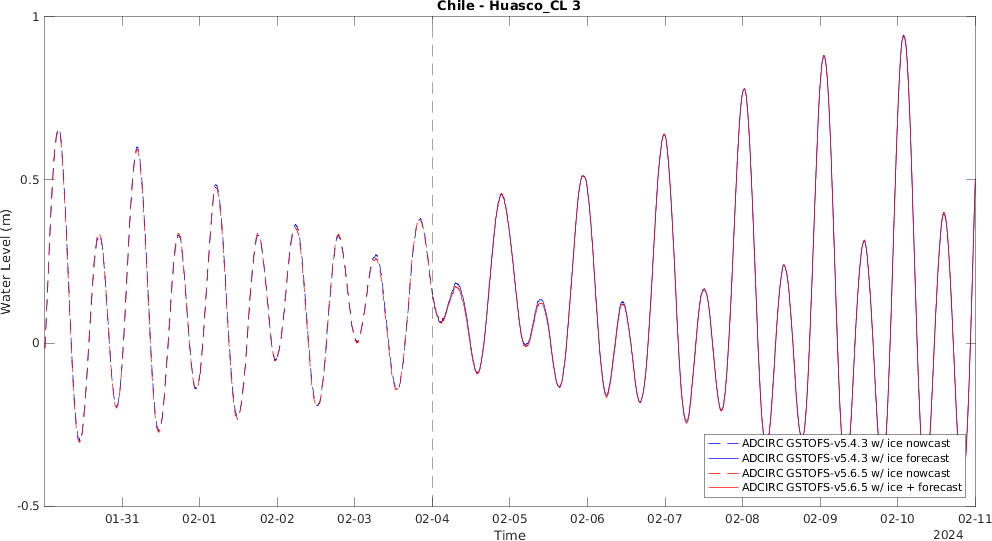 Chile - Huasco_CL 3
1
0.5
0
-0.5
Water Level (m)
01-31
02-01
02-02
02-03
02-04
02-05
02-06
02-07
02-08
02-09
02-10
02-11
Time
2024
ADCIRC GSTOFS-v5.4.3 w/ ice nowcast
ADCIRC GSTOFS-v5.4.3 w/ ice forecast
ADCIRC GSTOFS-v5.6.5 w/ ice nowcast
ADCIRC GSTOFS-v5.6.5 w/ ice + forecast